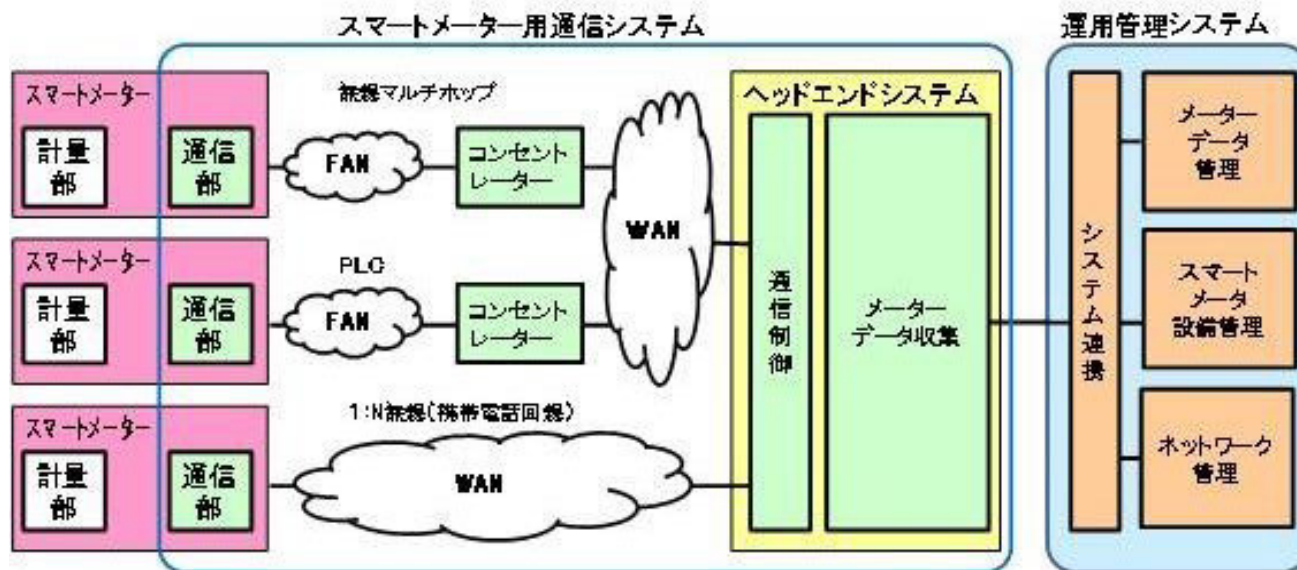 スマートメーター用通信システム
運用管理システム
スマートメーター
計量
部
通信
部
無線マルチホップ
FAN
コンセント
レーター
WAN
スマートメーター
計量
部
通信
部
PLC
FAN
コンセント
レーター
スマートメーター
計量
部
通信
部
1:N無線(携帯電話回線)
WAN
ヘッドエンドシステム
通信制御
メーター
データ収集
システム連携
メーター
データ
管理
スマート
メータ
設備管理
ネットワーク
管理